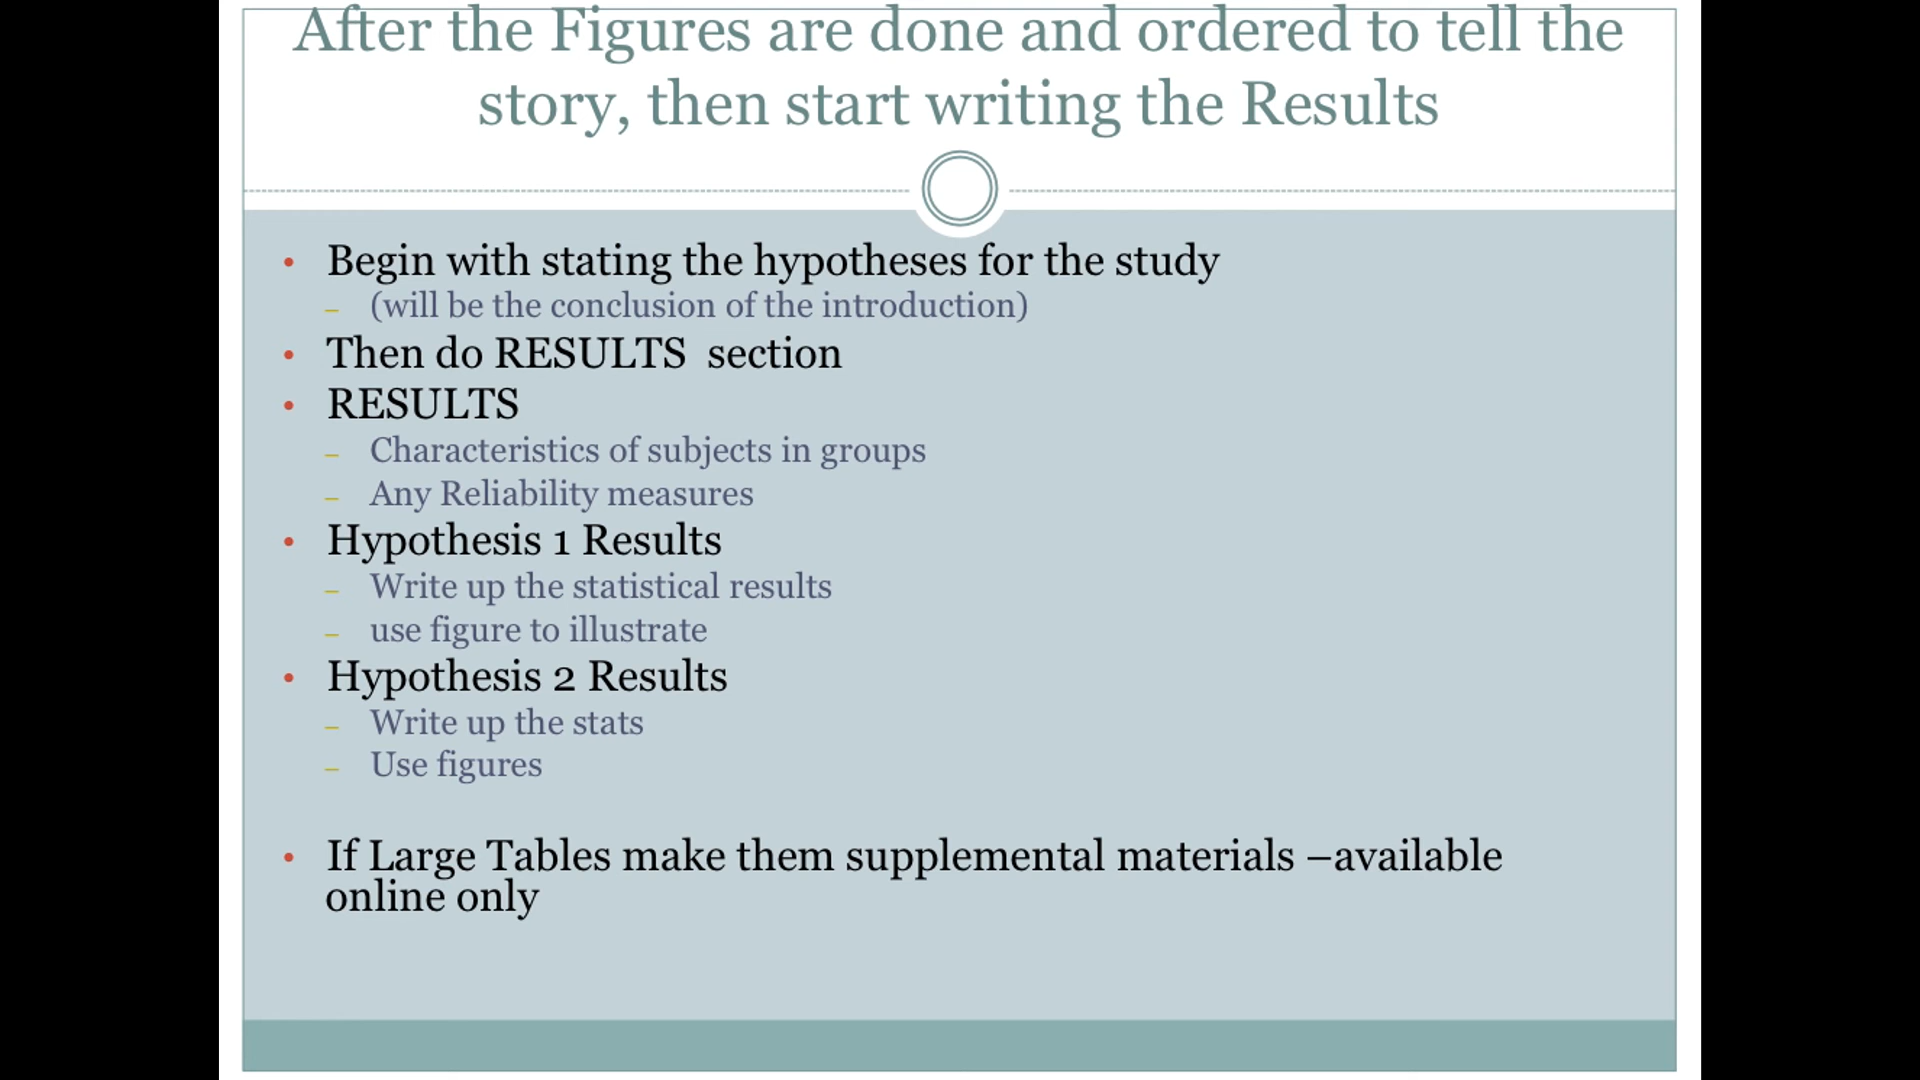 After the Figures are done and ordered to tell the
story, then start writing the Results
• Begin with stating the hypotheses for the study
– (will be the conclusion of the introduction)
• Then do RESULTS  section
• RESULTS
– Characteristics of subjects in groups
– Any Reliability measures
• Hypothesis 1 Results
– Write up the statistical results
– use figure to illustrate
• Hypothesis 2 Results
– Write up the stats
– Use figures
• If Large Tables make them supplemental materials –available
online only